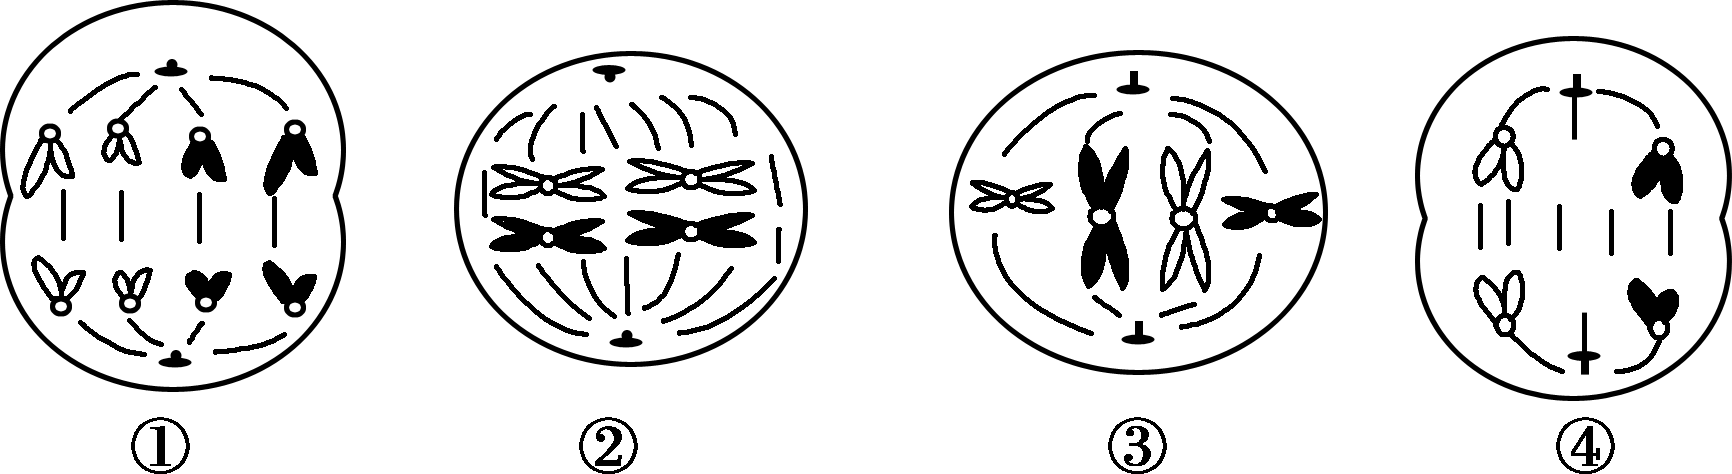 ① ② ③ ④